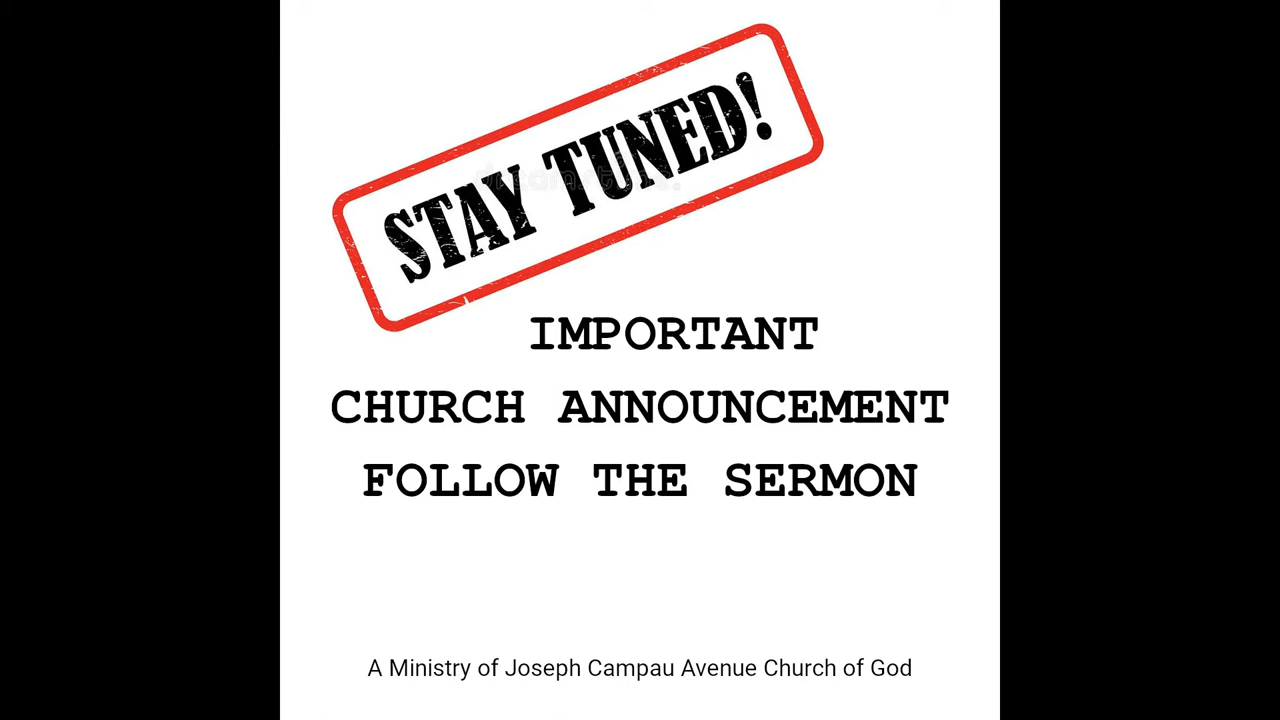 STAY TUNED!
IMPORTANT
CHURCH ANNOUNCEMENT
FOLLOW THE SERMON
A Ministry of Joseph Campau Avenue Church of God